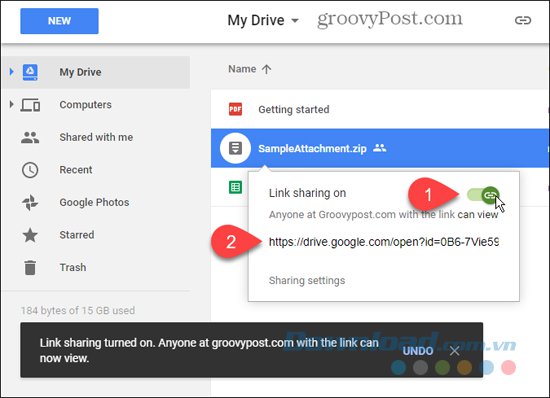 NEW
My Drive
groovyPost.com
My Drive
Computers
Shared with me
Recent
Google Photos
Starred
Trash
184 bytes of 15 GB used
Name
PDF
Getting started
SampleAttachment.zip
Link sharing on
1
Anyone at Groovypost.com with the link can view
2
https://drive.google.com/open?id=0B6-7Vie59
Sharing settings
Link sharing turned on. Anyone at groovypost.com with the link can
now view.
UNDO
Download.com.vn